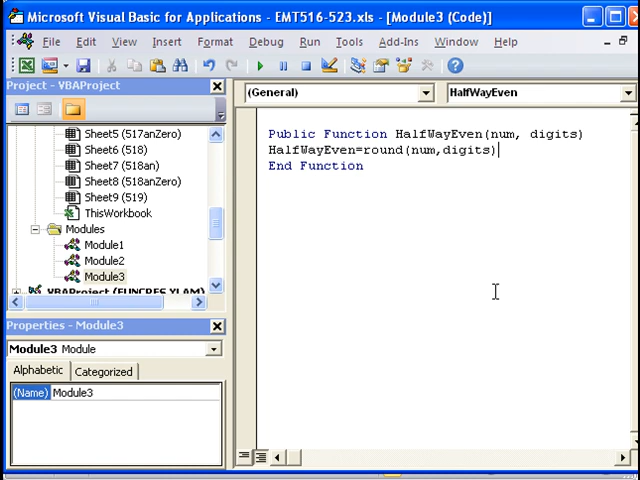 Microsoft Visual Basic for Applications - EMT516-523.xls - [Module3 (Code)]
File Edit View Insert Format Debug Run Tools Add-Ins Window Help
Project - VBAProject
(General)
HalfWayEven
Sheet5 (517anZero)
Sheet6 (518)
Sheet7 (518an)
Sheet8 (518anZero)
Sheet9 (519)
ThisWorkbook
Modules
Module1
Module2
Module3
VBAProject (FUNCRES.XLAM)
Public Function HalfWayEven(num, digits)
HalfWayEven=round(num,digits)
End Function
Properties - Module3
Module3 Module
Alphabetic Categorized
(Name) Module3